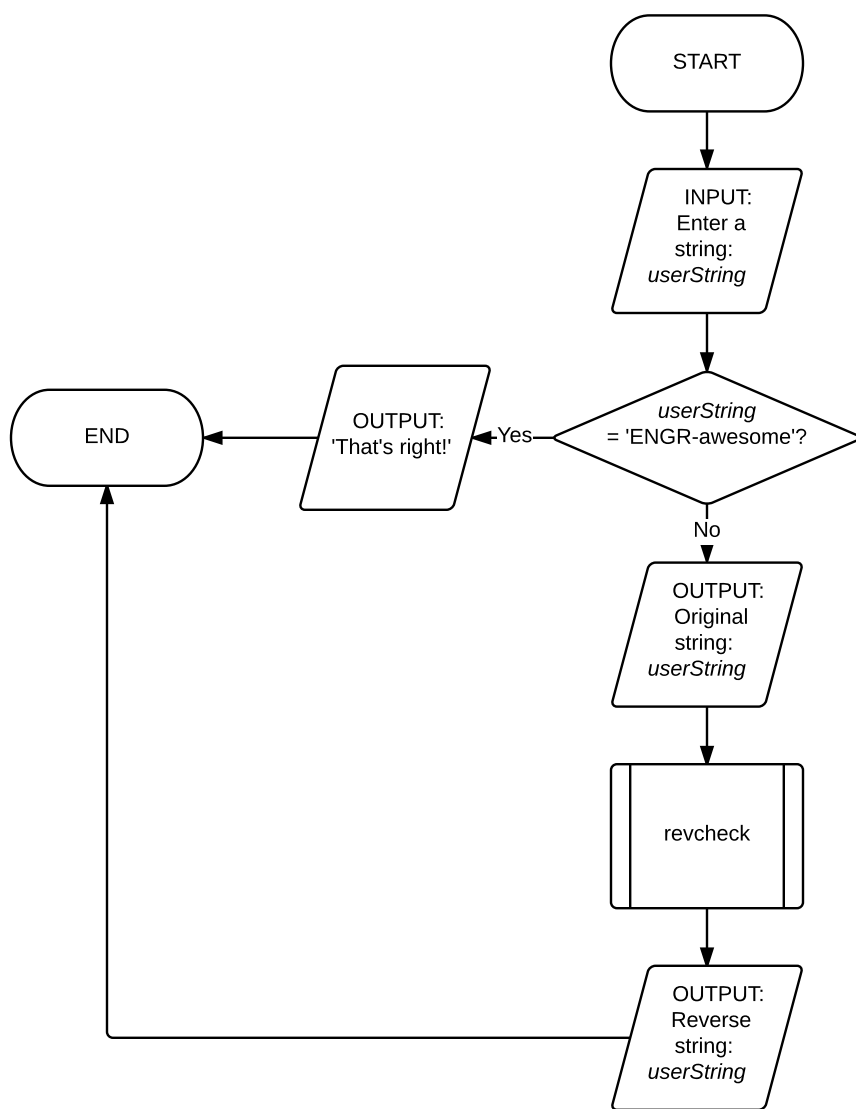 START
INPUT:
Enter a
string:
userString
userString
= 'ENGR-awesome'?
Yes
OUTPUT:
'That's right!'
END
No
OUTPUT:
Original
string:
userString
revcheck
OUTPUT:
Reverse
string:
userString